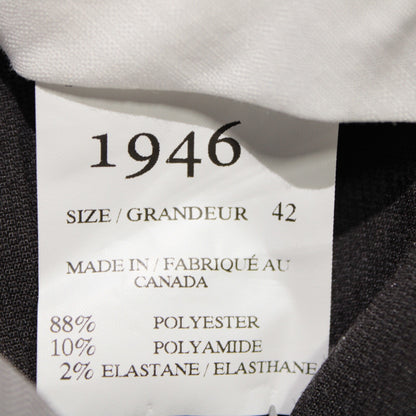 1946
SIZE / GRANDEUR 42
MADE IN / FABRIQUÉ AU
CANADA
88% POLYESTER
10% POLYAMIDE
2% ELASTANE / ELASTHANE